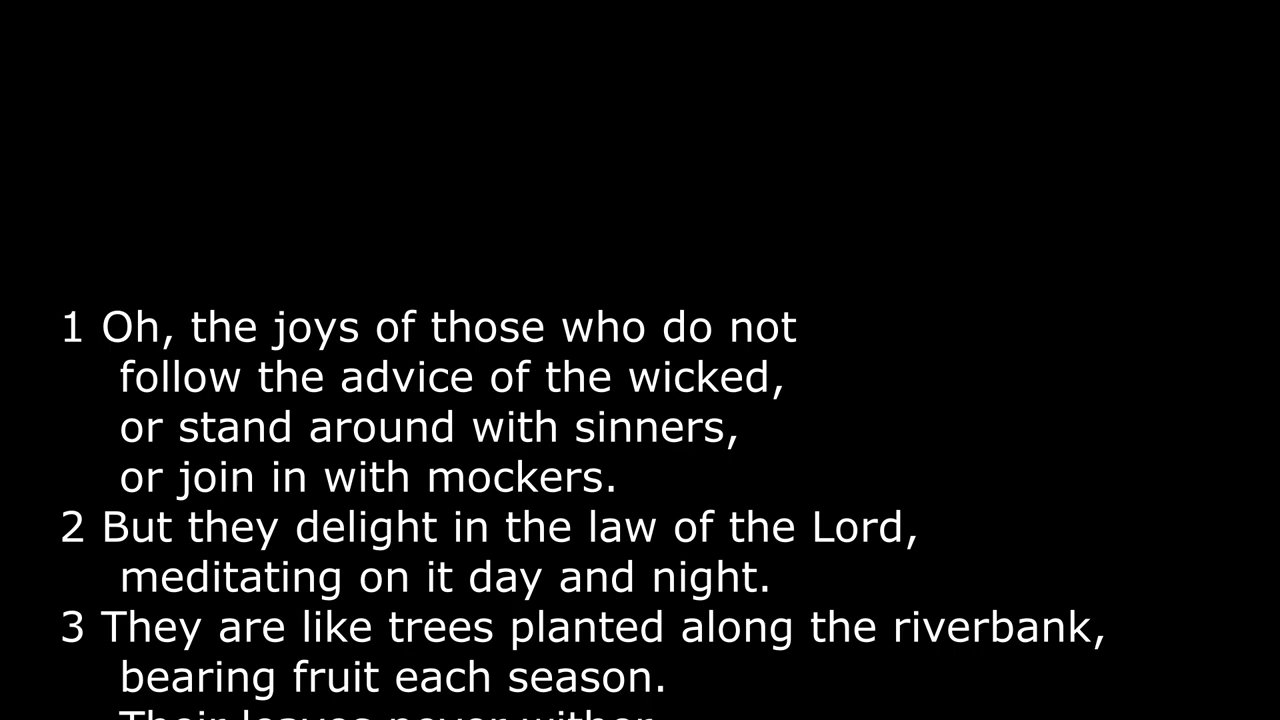 1 Oh, the joys of those who do not
follow the advice of the wicked,
or stand around with sinners,
or join in with mockers.
2 But they delight in the law of the Lord,
meditating on it day and night.
3 They are like trees planted along the riverbank,
bearing fruit each season.
Their leaves never wither